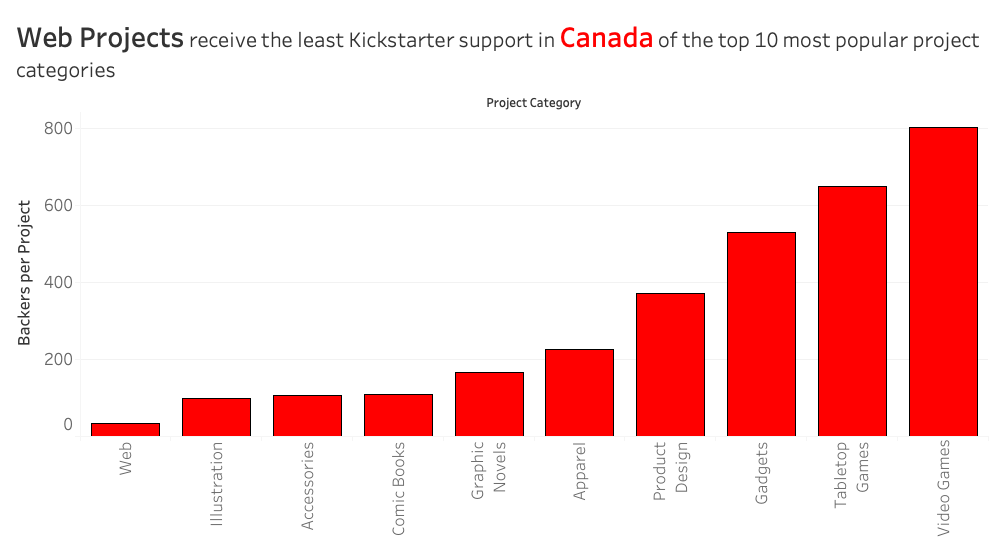 Web Projects receive the least Kickstarter support in Canada of the top 10 most popular project
categories
Project Category
Backers per Project
800
600
400
200
0
Web
Illustration
Accessories
Comic Books
Graphic
Novels
Apparel
Product
Design
Gadgets
Tabletop
Games
Video Games